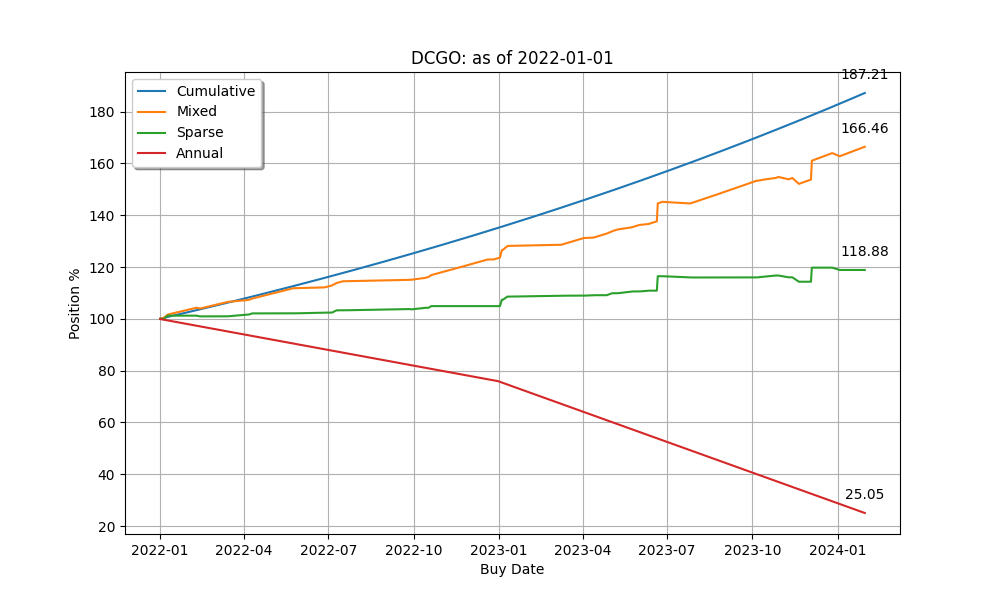 DCGO: as of 2022-01-01
187.21
Cumulative
Mixed
Sparse
Annual
180
166.46
160
140
118.88
120
100
80
60
40
25.05
20
Position %
2022-01 2022-04 2022-07 2022-10 2023-01 2023-04 2023-07 2023-10 2024-01
Buy Date